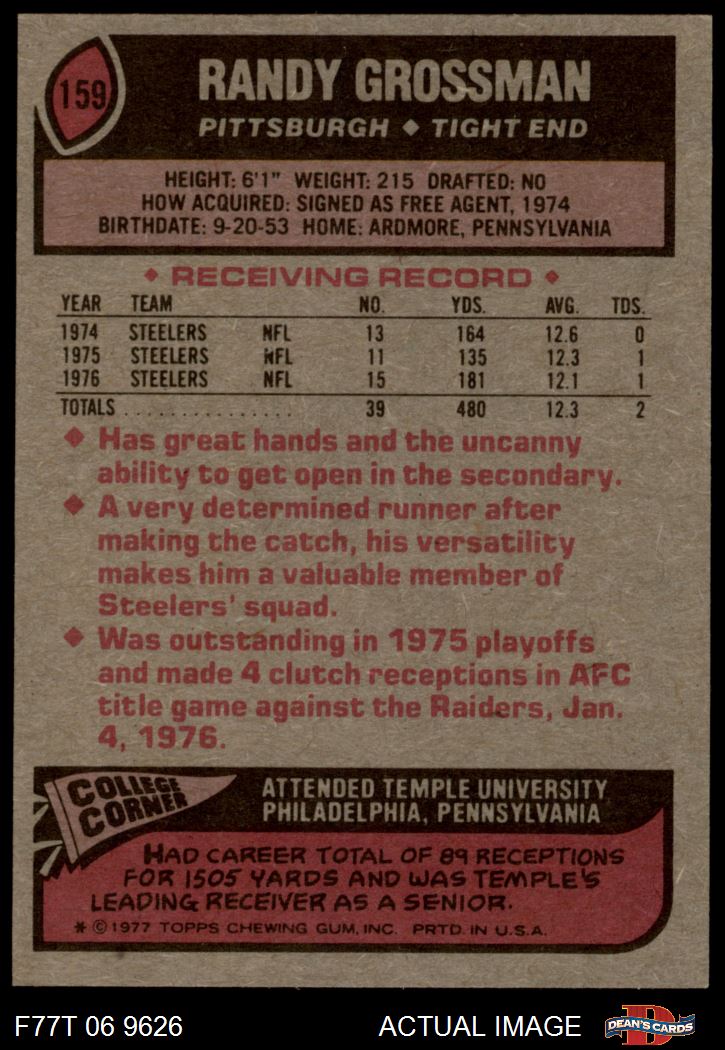 159
RANDY GROSSMAN
PITTSBURGH ◆ TIGHT END
HEIGHT: 6'1" WEIGHT: 215 DRAFTED: NO
HOW ACQUIRED: SIGNED AS FREE AGENT, 1974
BIRTHDATE: 9-20-53 HOME: ARDMORE, PENNSYLVANIA
◆ RECEIVING RECORD ◆
YEAR TEAM NO. YDS. AVG. TDS.
1974 STEELERS NFL 13 164 12.6 0
1975 STEELERS NFL 11 135 12.3 1
1976 STEELERS NFL 15 181 12.1 1
TOTALS . . . . . . . . . . . . . . . . 39 480 12.3 2
◆ Has great hands and the uncanny
ability to get open in the secondary.
◆ A very determined runner after
making the catch, his versatility
makes him a valuable member of
Steelers' squad.
◆ Was outstanding in 1975 playoffs
and made 4 clutch receptions in AFC
title game against the Raiders, Jan.
4, 1976.
COLLEGE
CORNER
ATTENDED TEMPLE UNIVERSITY
PHILADELPHIA, PENNSYLVANIA
HAD CAREER TOTAL OF 89 RECEPTIONS
FOR 1505 YARDS AND WAS TEMPLE'S
LEADING RECEIVER AS A SENIOR.
* © 1977 TOPPS CHEWING GUM, INC. PRTD. IN U.S.A.
F77T 06 9626 ACTUAL IMAGE
D
DEAN'S CARDS